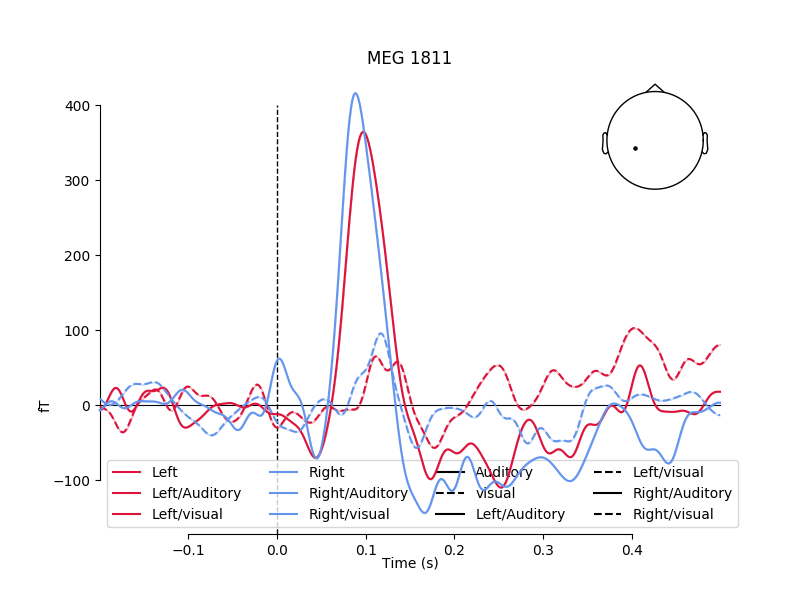 MEG 1811
400
300
200
100
0
−100
fT
Left
Left/Auditory
Left/visual
Right
Right/Auditory
Right/visual
Auditory
visual
Left/Auditory
Left/visual
Right/Auditory
Right/visual
−0.1 0.0 0.1 0.2 0.3 0.4
Time (s)